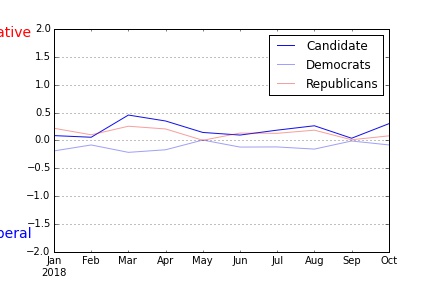 ative
beral
2.0
1.5
1.0
0.5
0.0
−0.5
−1.0
−1.5
−2.0
Candidate
Democrats
Republicans
Jan Feb Mar Apr May Jun Jul Aug Sep Oct
2018